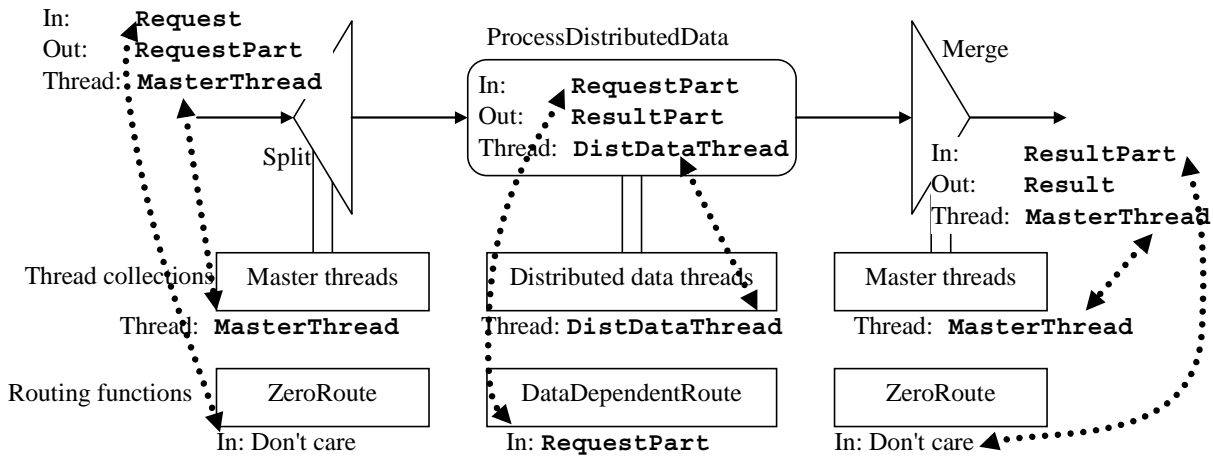 In: Request
Out: RequestPart
Thread: MasterThread
Split
ProcessDistributedData
In: RequestPart
Out: ResultPart
Thread: DistDataThread
Merge
In: ResultPart
Out: Result
Thread: MasterThread
Thread collections Master threads Distributed data threads Master threads
Thread: MasterThread Thread: DistDataThread Thread: MasterThread
Routing functions ZeroRoute DataDependentRoute ZeroRoute
In: Don't care In: RequestPart In: Don't care